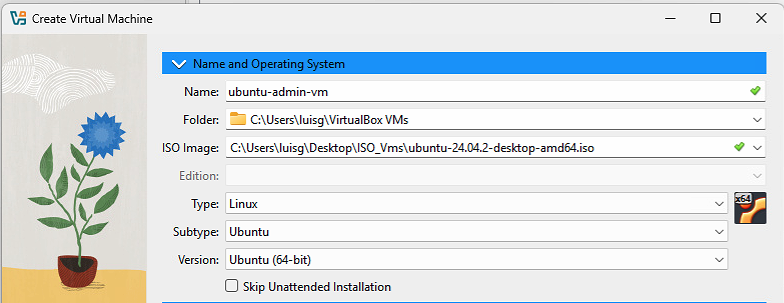 Create Virtual Machine
Name and Operating System
Name: ubuntu-admin-vm
Folder: C:\Users\luisg\VirtualBox VMs
ISO Image: C:\Users\luisg\Desktop\ISO_Vms\ubuntu-24.04.2-desktop-amd64.iso
Edition:
Type: Linux x64
Subtype: Ubuntu
Version: Ubuntu (64-bit)
Skip Unattended Installation